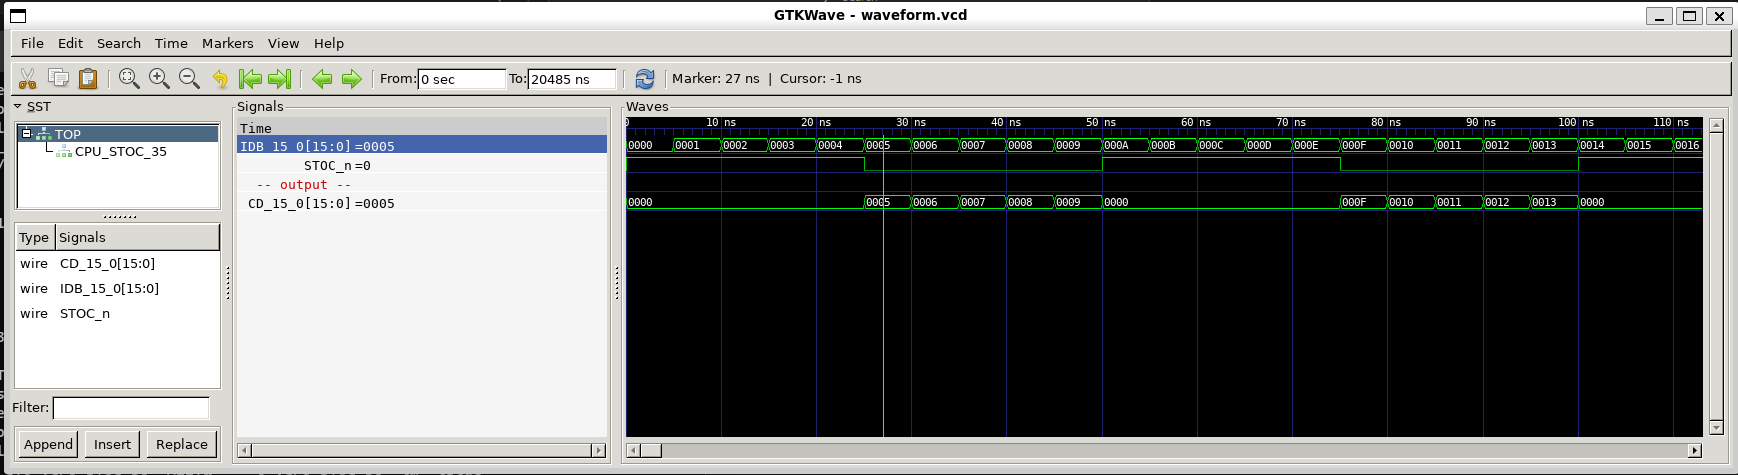 GTKWave - waveform.vcd
File Edit Search Time Markers View Help
From: 0 sec To: 20485 ns Marker: 27 ns | Cursor: -1 ns
SST
TOP
CPU_STOC_35
Type Signals
wire CD_15_0[15:0]
wire IDB_15_0[15:0]
wire STOC_n
Filter:
Append Insert Replace
Signals
Time
IDB_15_0[15:0]=0005
STOC_n=0
-- output --
CD_15_0[15:0]=0005
Waves
0 10 ns 20 ns 30 ns 40 ns 50 ns 60 ns 70 ns 80 ns 90 ns 100 ns 110 ns
0000 0001 0002 0003 0004 0005 0006 0007 0008 0009 000A 000B 000C 000D 000E 000F 0010 0011 0012 0013 0014 0015 0016
0000 0005 0006 0007 0008 0009 0000 000F 0010 0011 0012 0013 0000